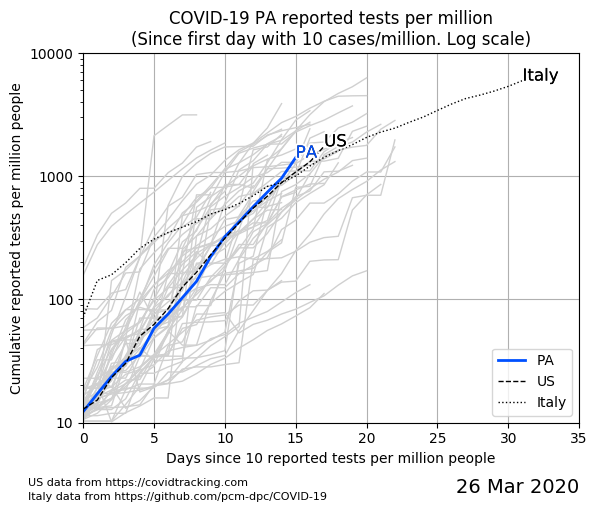 COVID-19 PA reported tests per million
(Since first day with 10 cases/million. Log scale)
Cumulative reported tests per million people
10000
1000
100
10
Italy
US
PA
PA
US
Italy
0 5 10 15 20 25 30 35
Days since 10 reported tests per million people
US data from https://covidtracking.com
Italy data from https://github.com/pcm-dpc/COVID-19
26 Mar 2020